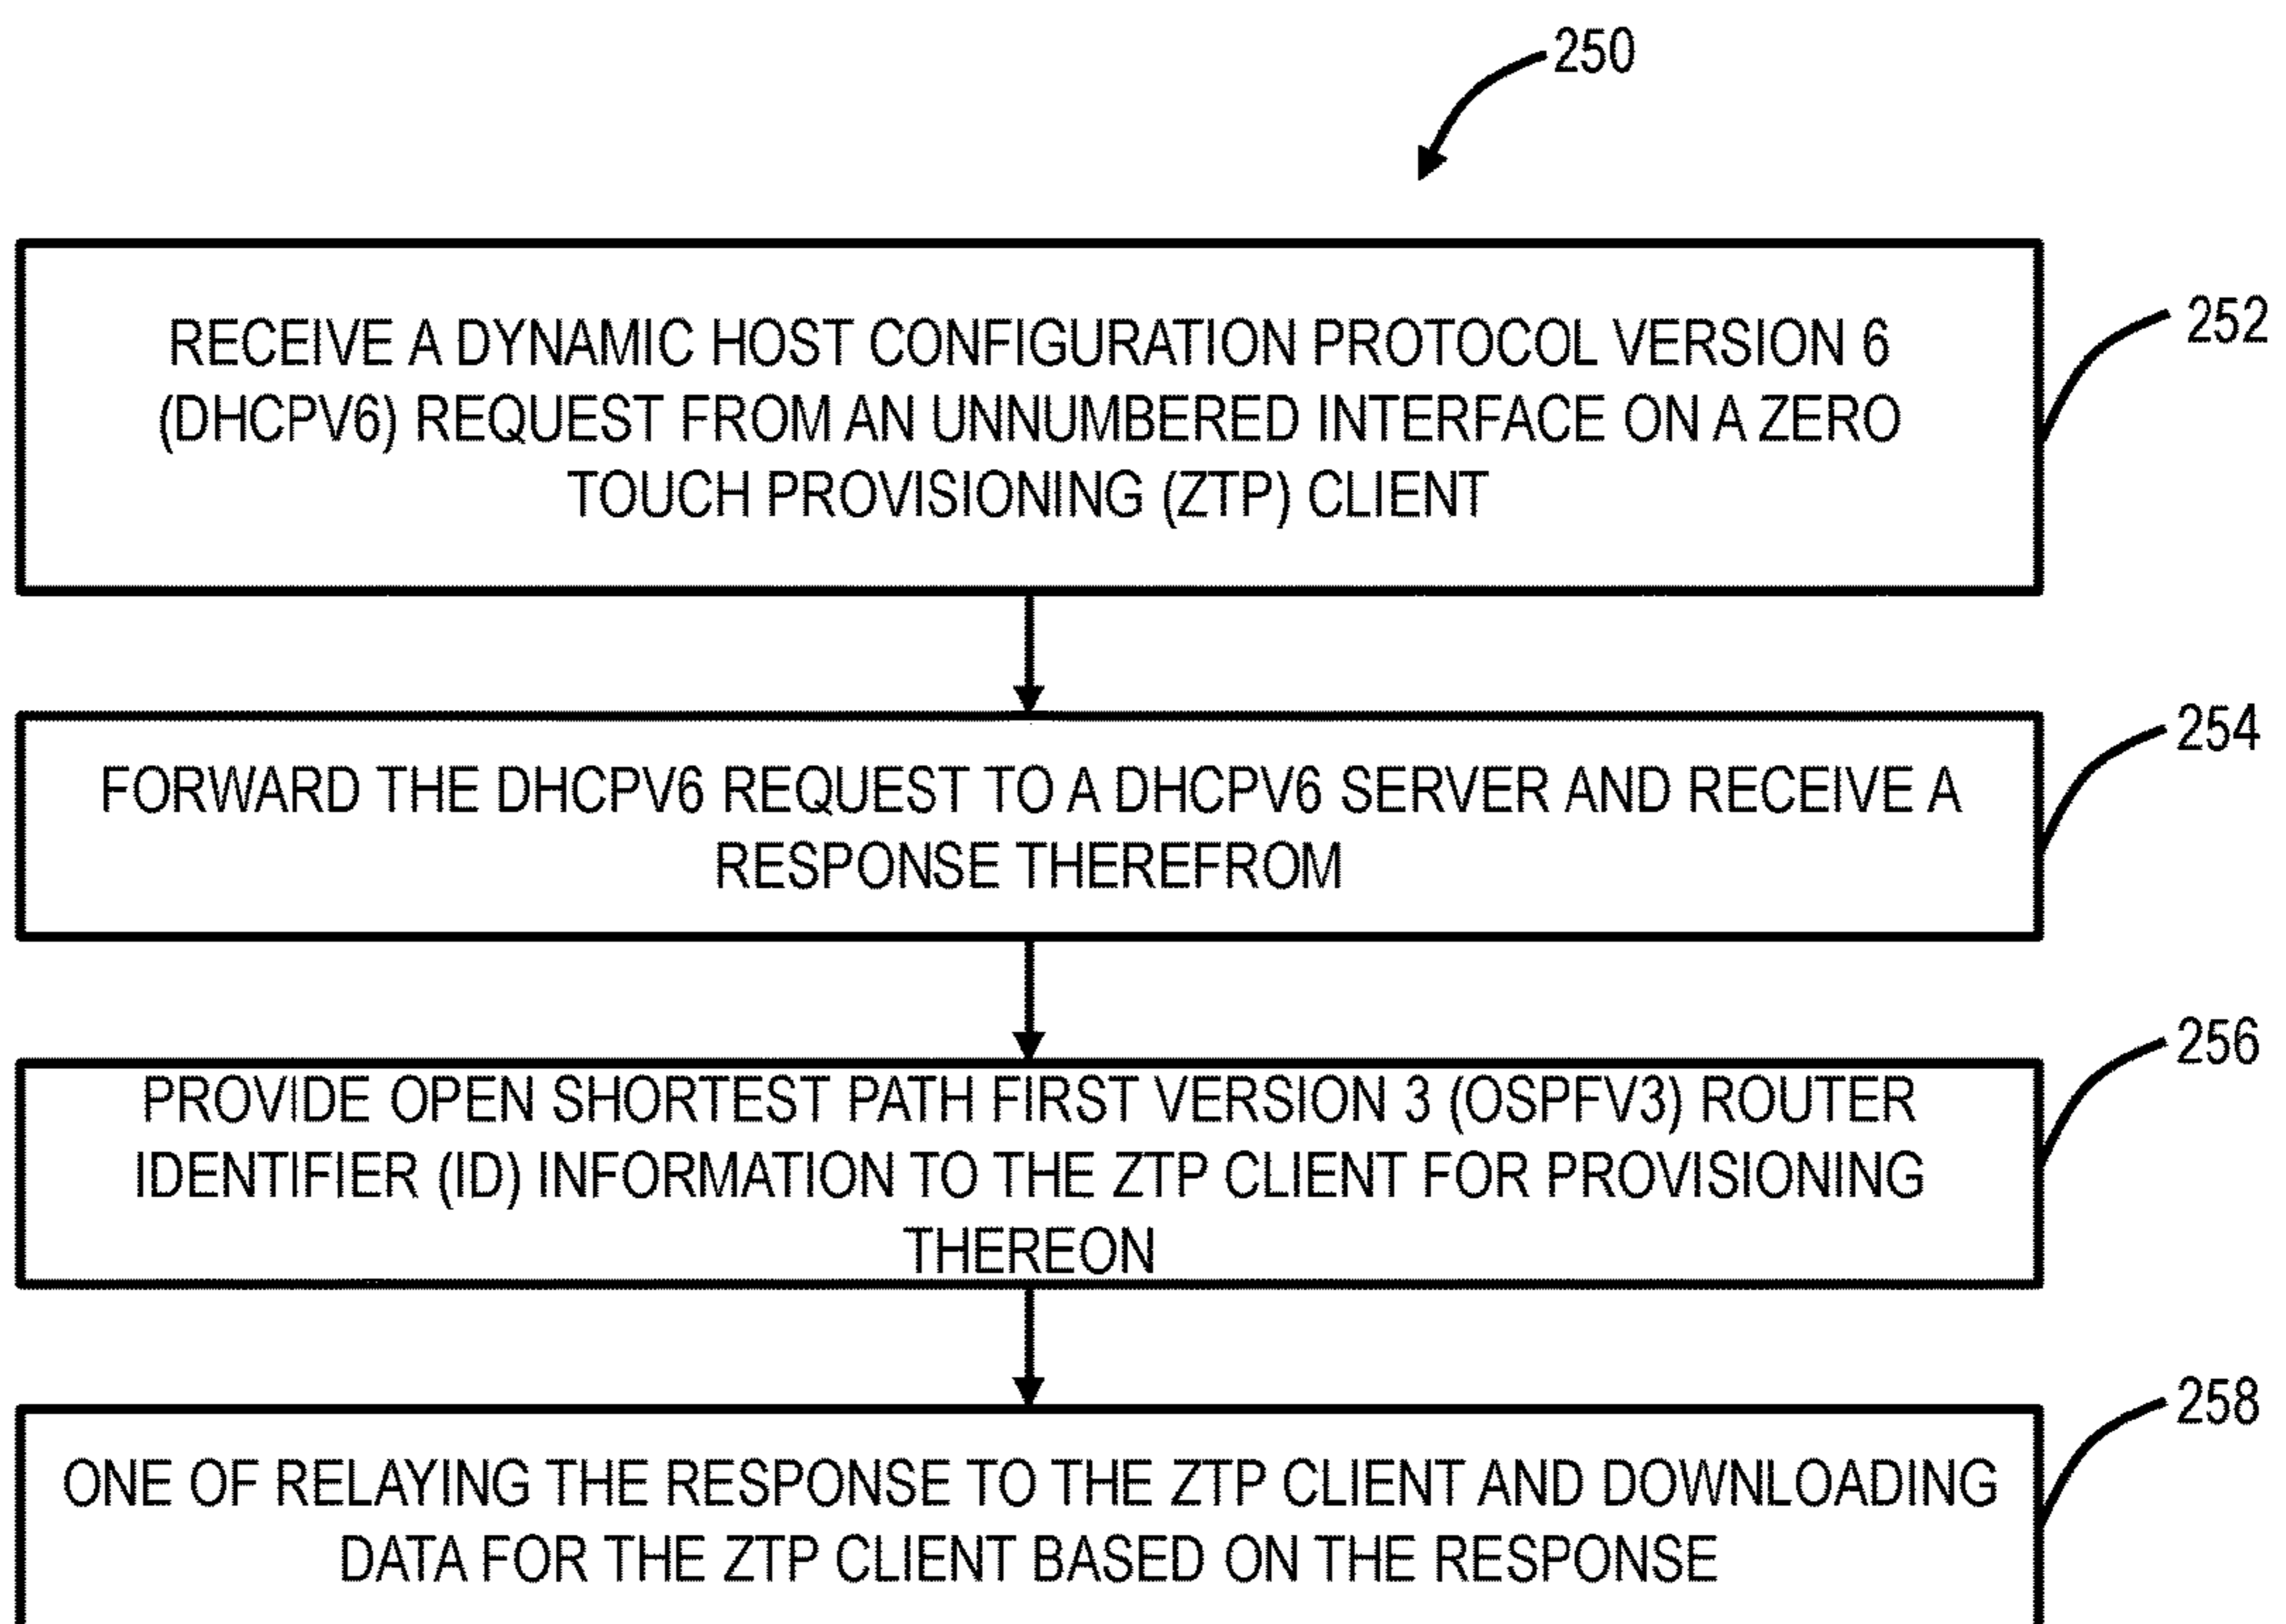 250
RECEIVE A DYNAMIC HOST CONFIGURATION PROTOCOL VERSION 6
(DHCPV6) REQUEST FROM AN UNNUMBERED INTERFACE ON A ZERO
TOUCH PROVISIONING (ZTP) CLIENT
252
FORWARD THE DHCPV6 REQUEST TO A DHCPV6 SERVER AND RECEIVE A
RESPONSE THEREFROM
254
PROVIDE OPEN SHORTEST PATH FIRST VERSION 3 (OSPFV3) ROUTER
IDENTIFIER (ID) INFORMATION TO THE ZTP CLIENT FOR PROVISIONING
THEREON
256
ONE OF RELAYING THE RESPONSE TO THE ZTP CLIENT AND DOWNLOADING
DATA FOR THE ZTP CLIENT BASED ON THE RESPONSE
258